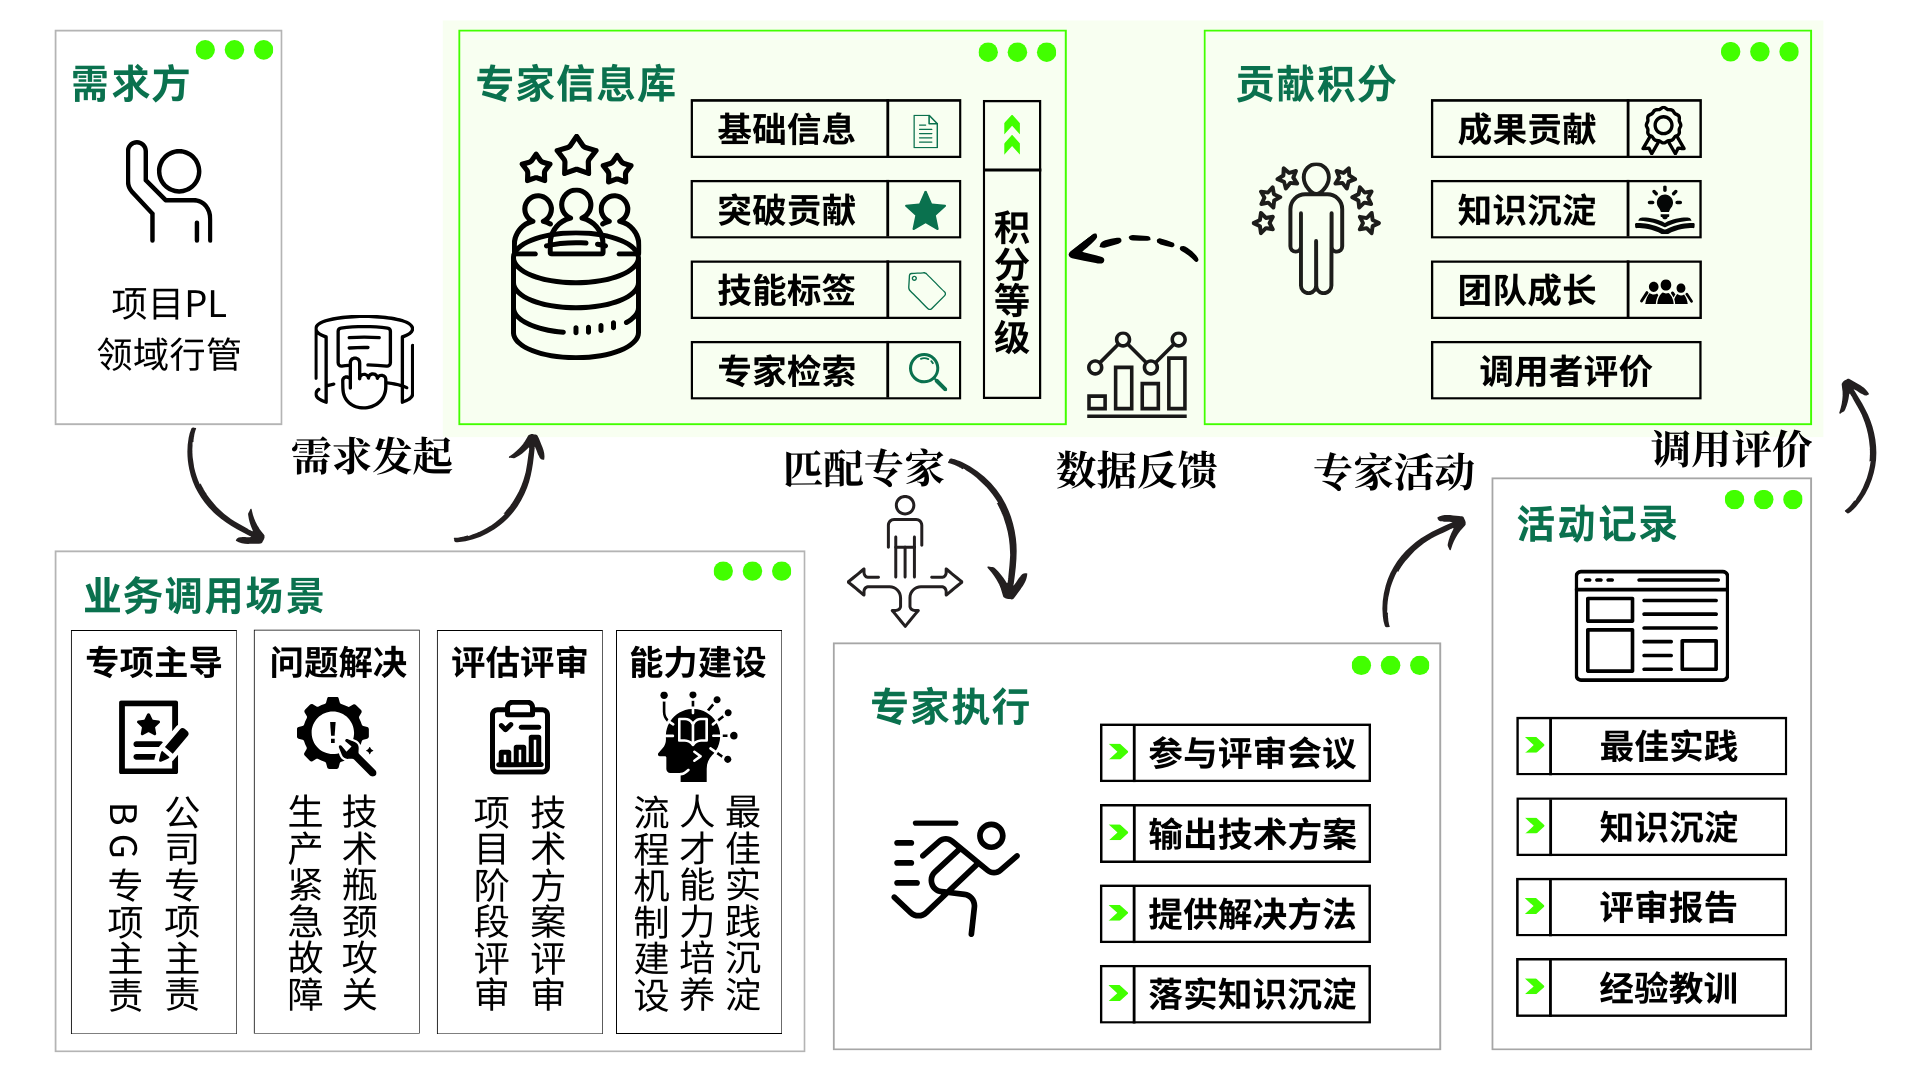 需求方
项目PL
领域行管
需求发起
专家信息库
基础信息
突破贡献
技能标签
专家检索
积分等级
贡献积分
成果贡献
知识沉淀
团队成长
调用者评价
匹配专家
数据反馈
专家活动
调用评价
业务调用场景
专项主导
公司专项主责
BG专项主责
问题解决
技术瓶颈攻关
生产紧急故障
评估评审
技术方案评审
项目阶段评审
能力建设
最佳实践沉淀
人才能力培养
流程机制建设
专家执行
参与评审会议
输出技术方案
提供解决方法
落实知识沉淀
活动记录
最佳实践
知识沉淀
评审报告
经验教训